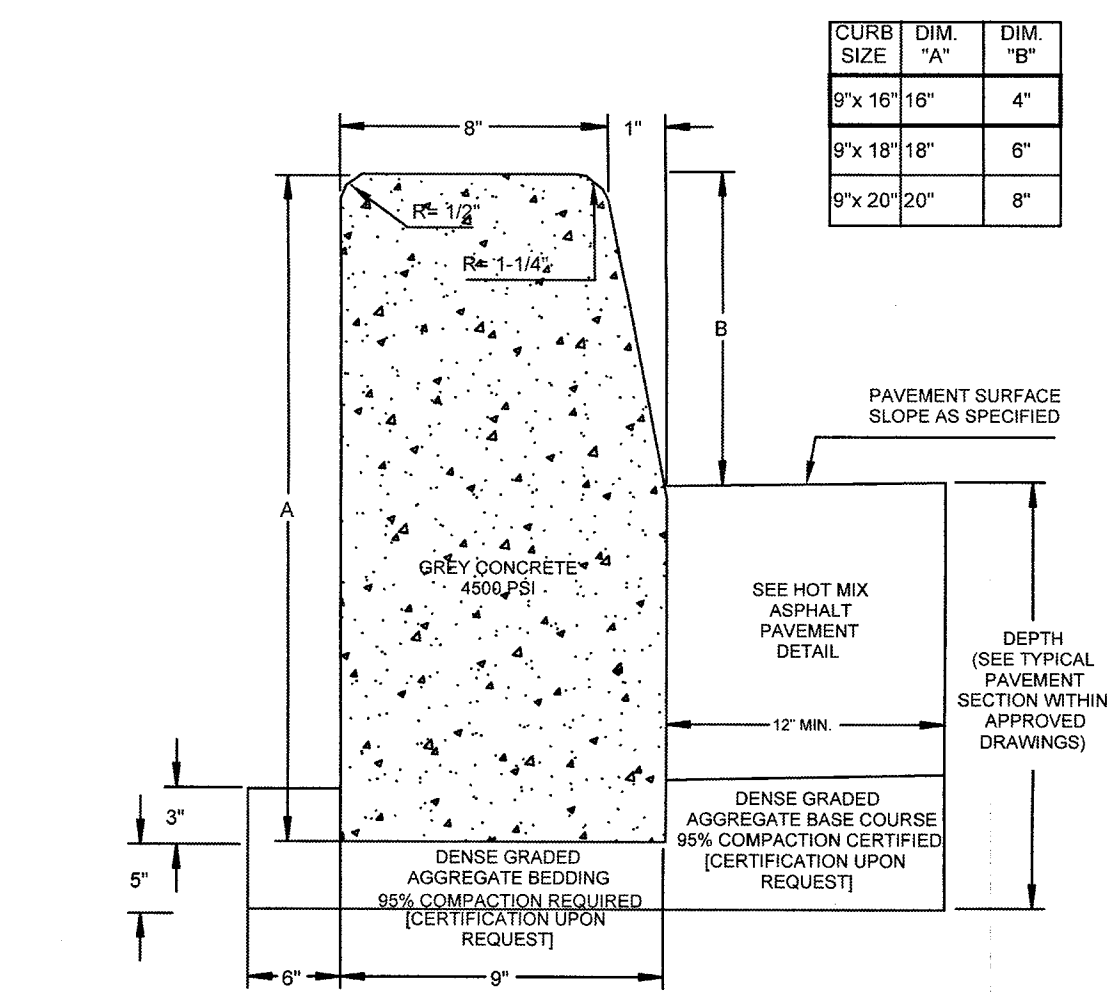 CURB SIZE DIM. "A" DIM. "B"
9"x 16" 16" 4"
9"x 18" 18" 6"
9"x 20" 20" 8"
8"
1"
R= 1/2"
R= 1-1/4"
B
PAVEMENT SURFACE
SLOPE AS SPECIFIED
A
GREY CONCRETE
4500 PSI
SEE HOT MIX
ASPHALT
PAVEMENT
DETAIL
DEPTH
(SEE TYPICAL
PAVEMENT
SECTION WITHIN
APPROVED
DRAWINGS)
12" MIN.
3"
5"
DENSE GRADED
AGGREGATE BASE COURSE
95% COMPACTION CERTIFIED
[CERTIFICATION UPON
REQUEST]
DENSE GRADED
AGGREGATE BEDDING
95% COMPACTION REQUIRED
[CERTIFICATION UPON
REQUEST]
6"
9"